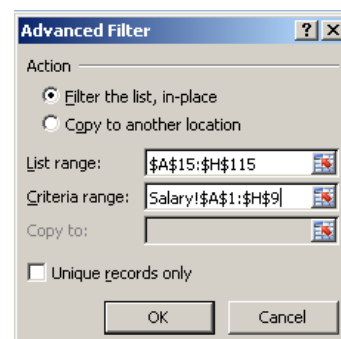 Advanced Filter
Action
Filter the list, in-place
Copy to another location
List range: $A$15:$H$115
Criteria range: Salary!$A$1:$H$9
Copy to:
Unique records only
OK Cancel